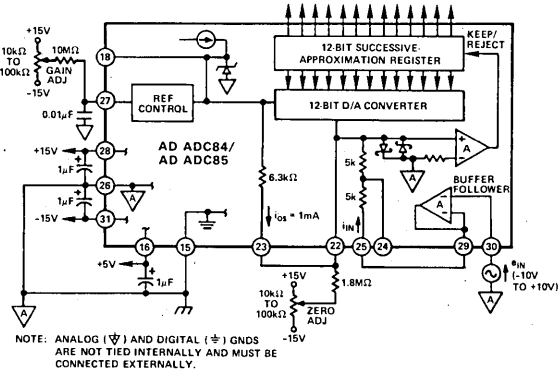 +15V
10kΩ
TO
100kΩ
10MΩ
GAIN
ADJ
-15V
0.01µF
18
27
REF
CONTROL
12-BIT SUCCESSIVE-
APPROXIMATION REGISTER
KEEP/
REJECT
12-BIT D/A CONVERTER
AD ADC84/
AD ADC85
+15V
28
1µF
26
A
1µF
-15V
31
6.3kΩ
iOS = 1mA
5k
5k
iIN
A
A
BUFFER
FOLLOWER
A
16
15
23
22
25
24
29
30
+5V
1µF
A
+15V
10kΩ
TO
100kΩ
1.8MΩ
ZERO
ADJ
-15V
eIN
(-10V
TO +10V)
A
NOTE: ANALOG (A) AND DIGITAL (⏚) GNDS
ARE NOT TIED INTERNALLY AND MUST BE
CONNECTED EXTERNALLY.